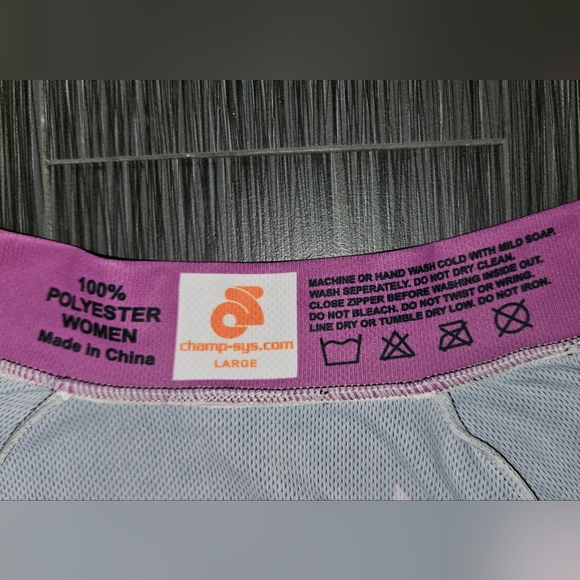 100%
POLYESTER
WOMEN
Made in China
champ-sys.com
LARGE
MACHINE OR HAND WASH COLD WITH MILD SOAP.
WASH SEPERATELY. DO NOT DRY CLEAN.
CLOSE ZIPPER BEFORE WASHING INSIDE OUT.
DO NOT BLEACH. DO NOT TWIST OR WRING.
LINE DRY OR TUMBLE DRY LOW. DO NOT IRON.